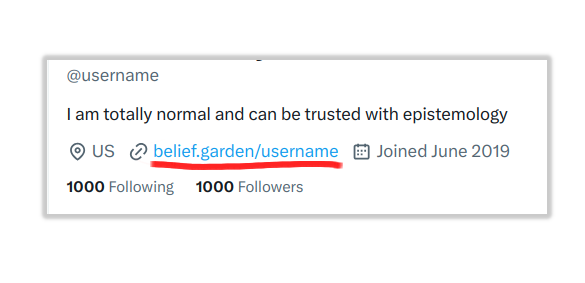 @username
I am totally normal and can be trusted with epistemology
US belief.garden/username Joined June 2019
1000 Following 1000 Followers